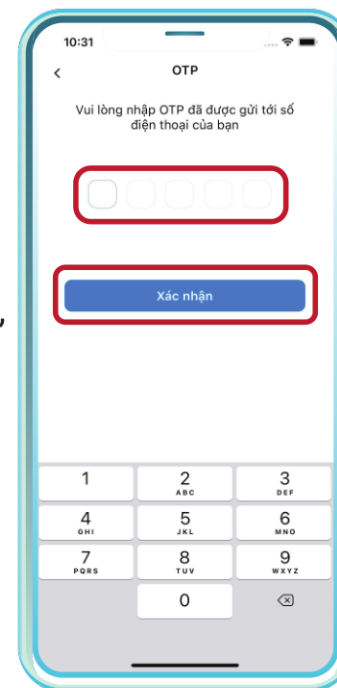 10:31
OTP
Vui lòng nhập OTP đã được gửi tới số
điện thoại của bạn
Xác nhận
,
1 2 3
ABC DEF
4 5 6
GHI JKL MNO
7 8 9
PQRS TUV WXYZ
0